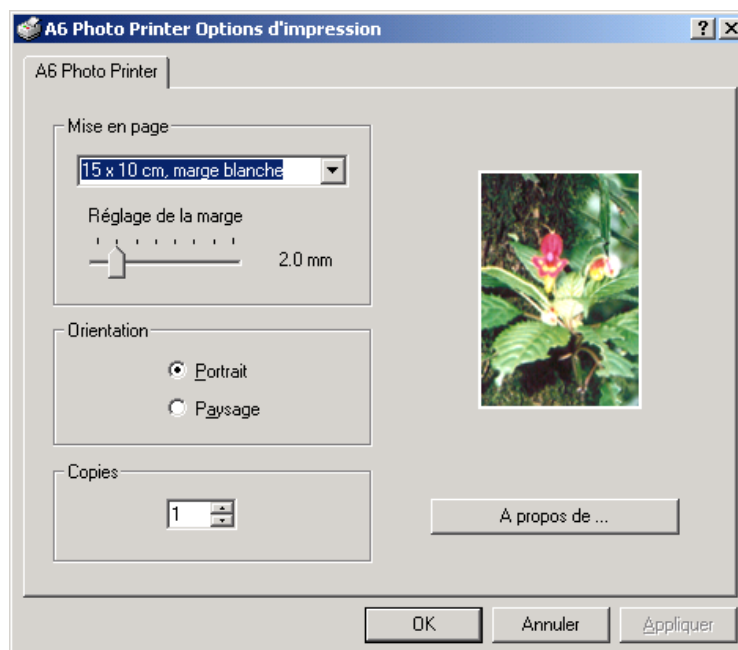 A6 Photo Printer Options d'impression
A6 Photo Printer
Mise en page
15 x 10 cm, marge blanche
Réglage de la marge
2.0 mm
Orientation
Portrait
Paysage
Copies
1
A propos de ...
OK
Annuler
Appliquer